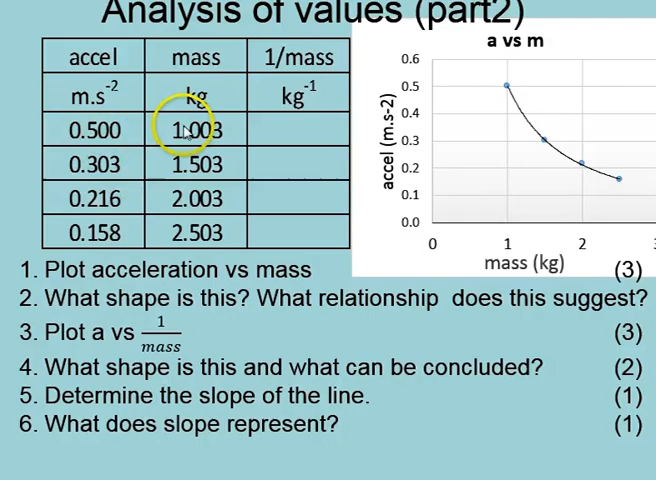 Analysis of values (part2)
accel mass 1/mass
m.s-2 kg kg-1
0.500 1.003
0.303 1.503
0.216 2.003
0.158 2.503
a vs m
accel (m.s-2)
0.6
0.5
0.4
0.3
0.2
0.1
0.0
0 1 2
mass (kg)
1. Plot acceleration vs mass (3)
2. What shape is this? What relationship does this suggest?
3. Plot a vs 1/mass (3)
4. What shape is this and what can be concluded? (2)
5. Determine the slope of the line. (1)
6. What does slope represent? (1)